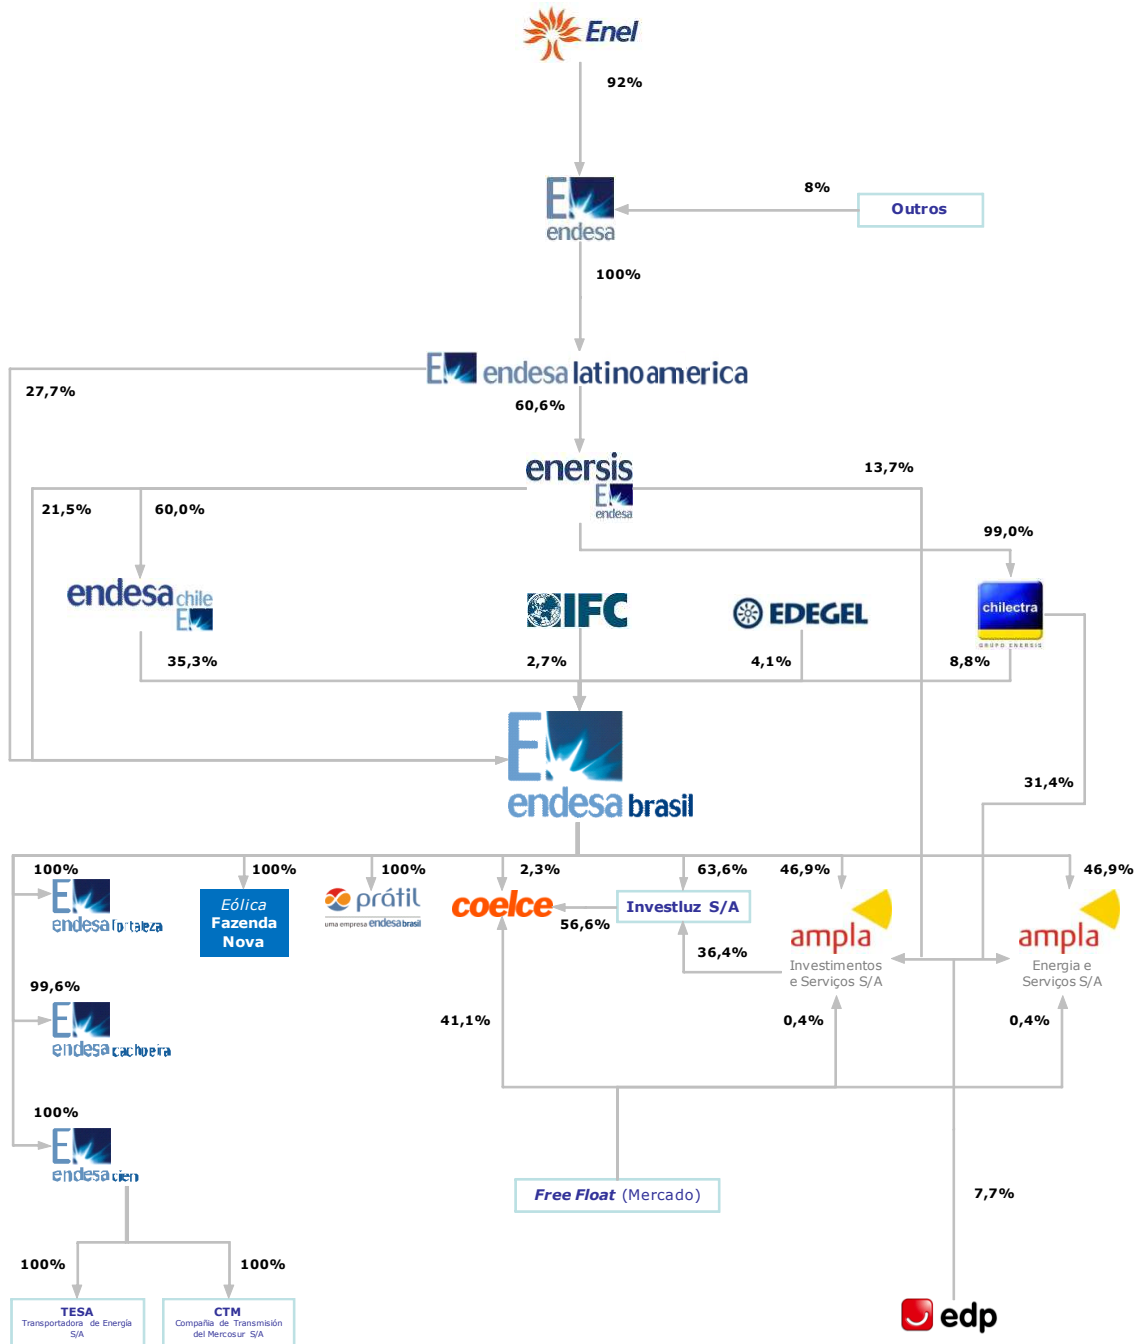 Enel
92%
endesa
8%
Outros
100%
endesa latinoamerica
27,7%
60,6%
enersis
endesa
13,7%
21,5%
60,0%
99,0%
endesa chile
IFC
EDEGEL
chilectra
GRUPO ENERSIS
35,3%
2,7%
4,1%
8,8%
endesa brasil
31,4%
100%
100%
100%
2,3%
63,6%
46,9%
46,9%
endesa fortaleza
Eólica
Fazenda
Nova
prátil
uma empresa endesabrasil
coelce
56,6%
Investluz S/A
36,4%
ampla
Investimentos
e Serviços S/A
ampla
Energia e
Serviços S/A
99,6%
endesa cachoeira
41,1%
0,4%
0,4%
100%
endesa cien
Free Float (Mercado)
7,7%
100%
100%
TESA
Transportadora de Energía
S/A
CTM
Compañia de Transmisión
del Mercosur S/A
edp